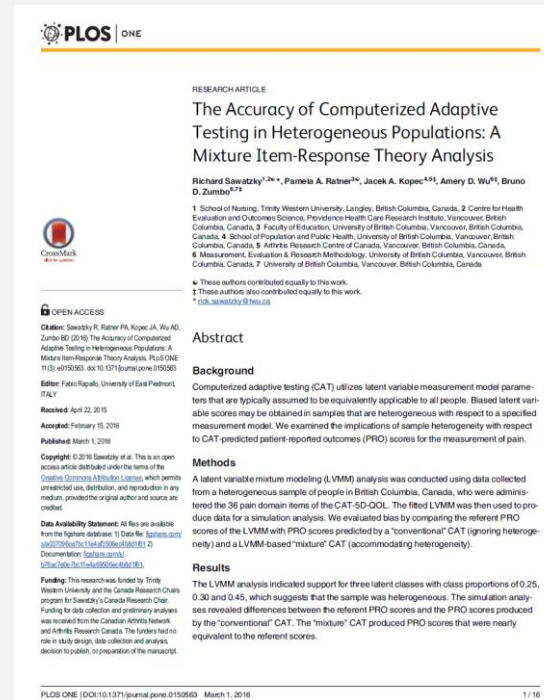 PLOS ONE
RESEARCH ARTICLE
The Accuracy of Computerized Adaptive
Testing in Heterogeneous Populations: A
Mixture Item-Response Theory Analysis
Richard Sawatzky1,2☯*, Pamela A. Ratner3☯, Jacek A. Kopec4,5‡, Amery D. Wu6‡, Bruno
D. Zumbo6,7‡
1 School of Nursing, Trinity Western University, Langley, British Columbia, Canada, 2 Centre for Health
Evaluation and Outcomes Science, Providence Health Care Research Institute, Vancouver, British
Columbia, Canada, 3 Faculty of Education, University of British Columbia, Vancouver, British Columbia,
Canada, 4 School of Population and Public Health, University of British Columbia, Vancouver, British
Columbia, Canada, 5 Arthritis Research Centre of Canada, Vancouver, British Columbia, Canada,
6 Measurement, Evaluation & Research Methodology, University of British Columbia, Vancouver, British
Columbia, Canada, 7 University of British Columbia, Vancouver, British Columbia, Canada
☯ These authors contributed equally to this work.
‡ These authors also contributed equally to this work.
* rick.sawatzky@twu.ca
Abstract
Background
Computerized adaptive testing (CAT) utilizes latent variable measurement model parame-
ters that are typically assumed to be equivalently applicable to all people. Biased latent vari-
able scores may be obtained in samples that are heterogeneous with respect to a specified
measurement model. We examined the implications of sample heterogeneity with respect
to CAT-predicted patient-reported outcomes (PRO) scores for the measurement of pain.
Methods
A latent variable mixture modeling (LVMM) analysis was conducted using data collected
from a heterogeneous sample of people in British Columbia, Canada, who were adminis-
tered the 36 pain domain items of the CAT-5D-QOL. The fitted LVMM was then used to pro-
duce data for a simulation analysis. We evaluated bias by comparing the referent PRO
scores of the LVMM with PRO scores predicted by a "conventional" CAT (ignoring heteroge-
neity) and a LVMM-based "mixture" CAT (accommodating heterogeneity).
Results
The LVMM analysis indicated support for three latent classes with class proportions of 0.25,
0.30 and 0.45, which suggests that the sample was heterogeneous. The simulation analy-
ses revealed differences between the referent PRO scores and the PRO scores produced
by the "conventional" CAT. The "mixture" CAT produced PRO scores that were nearly
equivalent to the referent scores.
CrossMark
OPEN ACCESS
Citation: Sawatzky R, Ratner PA, Kopec JA, Wu AD,
Zumbo BD (2016) The Accuracy of Computerized
Adaptive Testing in Heterogeneous Populations: A
Mixture Item-Response Theory Analysis. PLoS ONE
11(3): e0150563. doi:10.1371/journal.pone.0150563
Editor: Fabio Rapallo, University of East Piedmont,
ITALY
Received: April 22, 2015
Accepted: February 15, 2016
Published: March 1, 2016
Copyright: © 2016 Sawatzky et al. This is an open
access article distributed under the terms of the
Creative Commons Attribution License, which permits
unrestricted use, distribution, and reproduction in any
medium, provided the original author and source are
credited.
Data Availability Statement: All files are available
from the figshare database: 1) Data file: figshare.com/
2)
Documentation: figshare.com/s/
Funding: This research was funded by Trinity
Western University and the Canada Research Chairs
program for Sawatzky's Canada Research Chair.
Funding for data collection and preliminary analyses
was received from the Canadian Arthritis Network
and Arthritis Research Canada. The funders had no
role in study design, data collection and analysis,
decision to publish, or preparation of the manuscript.
PLOS ONE | DOI:10.1371/journal.pone.0150563 March 1, 2016
1 / 16